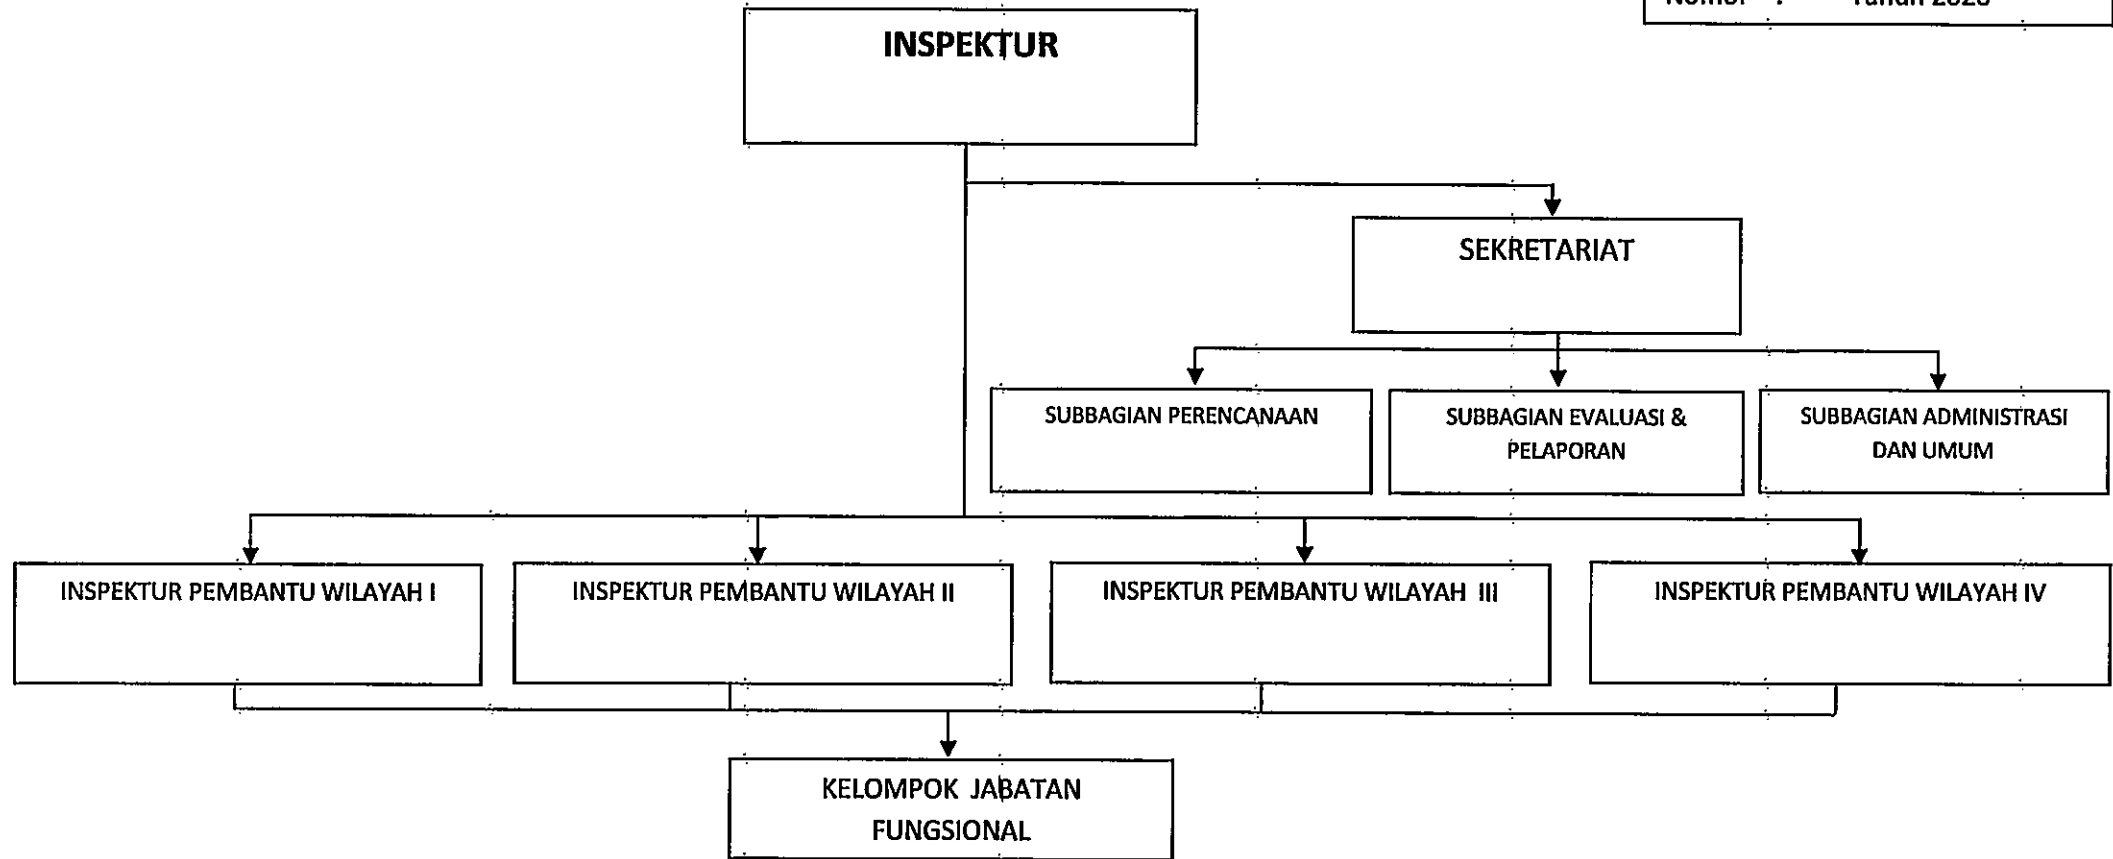 INSPEKTUR
SEKRETARIAT
SUBBAGIAN PERENCANAAN
SUBBAGIAN EVALUASI &
PELAPORAN
SUBBAGIAN ADMINISTRASI
DAN UMUM
INSPEKTUR PEMBANTU WILAYAH I
INSPEKTUR PEMBANTU WILAYAH II
INSPEKTUR PEMBANTU WILAYAH III
INSPEKTUR PEMBANTU WILAYAH IV
KELOMPOK JABATAN
FUNGSIONAL